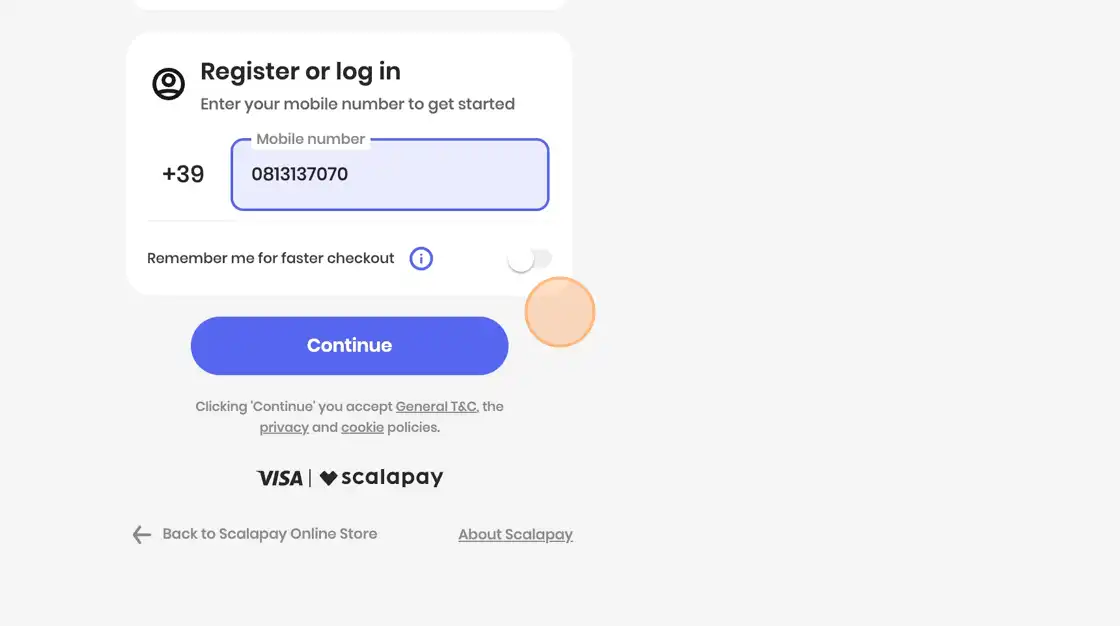 Register or log in
Enter your mobile number to get started
Mobile number
+39 0813137070
Remember me for faster checkout
Continue
Clicking 'Continue' you accept General T&C, the
privacy and cookie policies.
VISA | scalapay
Back to Scalapay Online Store About Scalapay